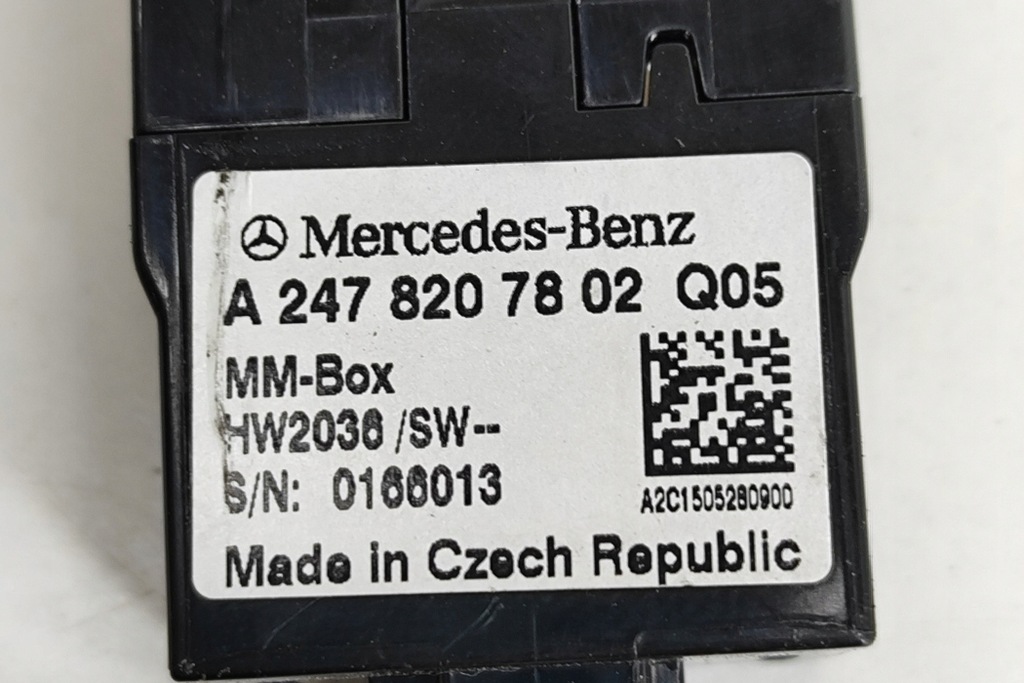 Mercedes-Benz
A 247 820 78 02 Q05
MM-Box
HW2036 /SW--
S/N: 0166013
A2C1505280900
Made in Czech Republic